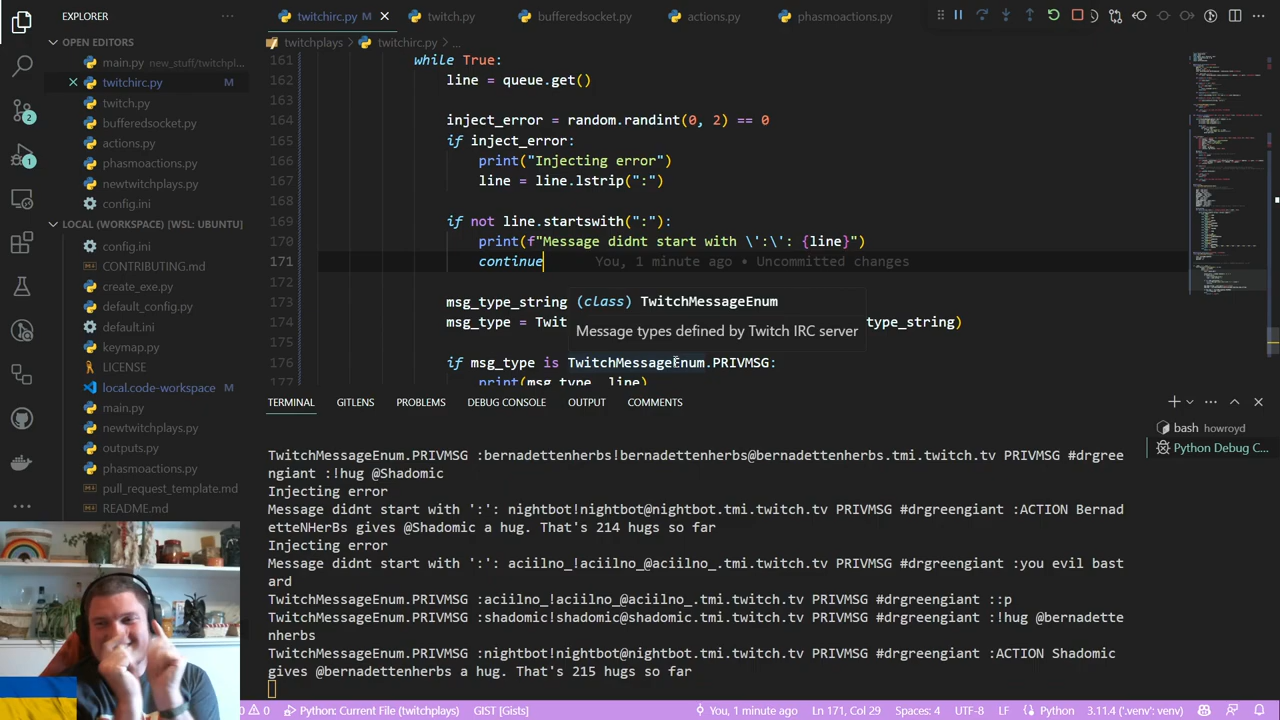 EXPLORER
twitchirc.py M
twitch.py
bufferedsocket.py
actions.py
phasmoactions.py
OPEN EDITORS
main.py new_stuff/twitchpl...
twitchirc.py M
twitch.py
bufferedsocket.py
actions.py
phasmoactions.py
newtwitchplays.py
config.ini
LOCAL (WORKSPACE) [WSL: UBUNTU]
config.ini
CONTRIBUTING.md
create_exe.py
default_config.py
default.ini
keymap.py
LICENSE
local.code-workspace M
main.py
newtwitchplays.py
outputs.py
phasmoactions.py
pull_request_template.md
README.md
2
1
twitchplays > twitchirc.py > ...
161 while True:
162 line = queue.get()
163
164 inject_error = random.randint(0, 2) == 0
165 if inject_error:
166 print("Injecting error")
167 line = line.lstrip(":")
168
169 if not line.startswith(":"):
170 print(f"Message didnt start with \':\': {line}")
171 continue You, 1 minute ago • Uncommitted changes
172
173 msg_type_string
174 msg_type = Twit type_string)
176 if msg_type is TwitchMessageEnum.PRIVMSG:
177 print(msg_type, line)
(class) TwitchMessageEnum
Message types defined by Twitch IRC server
TERMINAL GITLENS PROBLEMS DEBUG CONSOLE OUTPUT COMMENTS
bash howroyd
Python Debug C...
TwitchMessageEnum.PRIVMSG :bernadettenherbs!bernadettenherbs@bernadettenherbs.tmi.twitch.tv PRIVMSG #drgree
ngiant :!hug @Shadomic
Injecting error
Message didnt start with ':': nightbot!nightbot@nightbot.tmi.twitch.tv PRIVMSG #drgreengiant :ACTION Bernad
etteNHerBs gives @Shadomic a hug. That's 214 hugs so far
Injecting error
Message didnt start with ':': aciilno_!aciilno_@aciilno_.tmi.twitch.tv PRIVMSG #drgreengiant :you evil bast
ard
TwitchMessageEnum.PRIVMSG :aciilno_!aciilno_@aciilno_.tmi.twitch.tv PRIVMSG #drgreengiant ::p
TwitchMessageEnum.PRIVMSG :shadomic!shadomic@shadomic.tmi.twitch.tv PRIVMSG #drgreengiant :!hug @bernadette
nherbs
TwitchMessageEnum.PRIVMSG :nightbot!nightbot@nightbot.tmi.twitch.tv PRIVMSG #drgreengiant :ACTION Shadomic
gives @bernadettenherbs a hug. That's 215 hugs so far
0 0 Python: Current File (twitchplays) GIST [Gists] You, 1 minute ago Ln 171, Col 29 Spaces: 4 UTF-8 LF Python 3.11.4 ('.venv': venv)